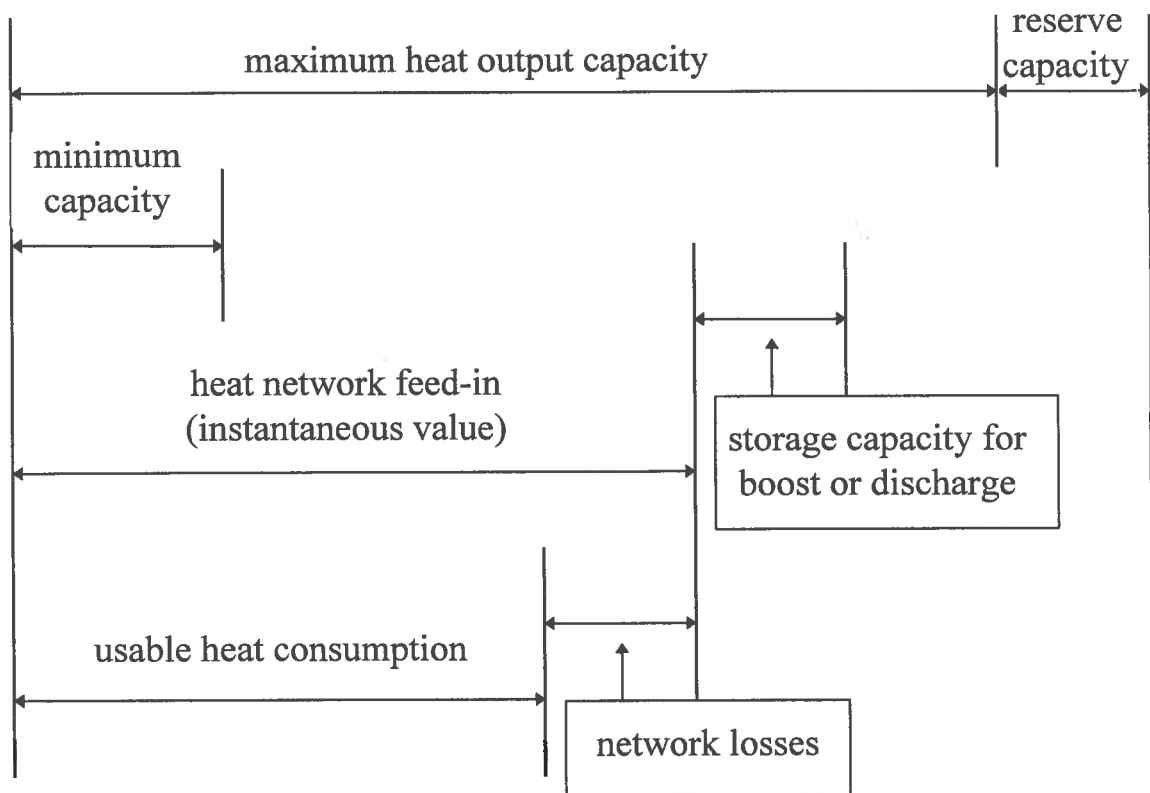 reserve
capacity
maximum heat output capacity
minimum
capacity
heat network feed-in
(instantaneous value)
storage capacity for
boost or discharge
usable heat consumption
network losses